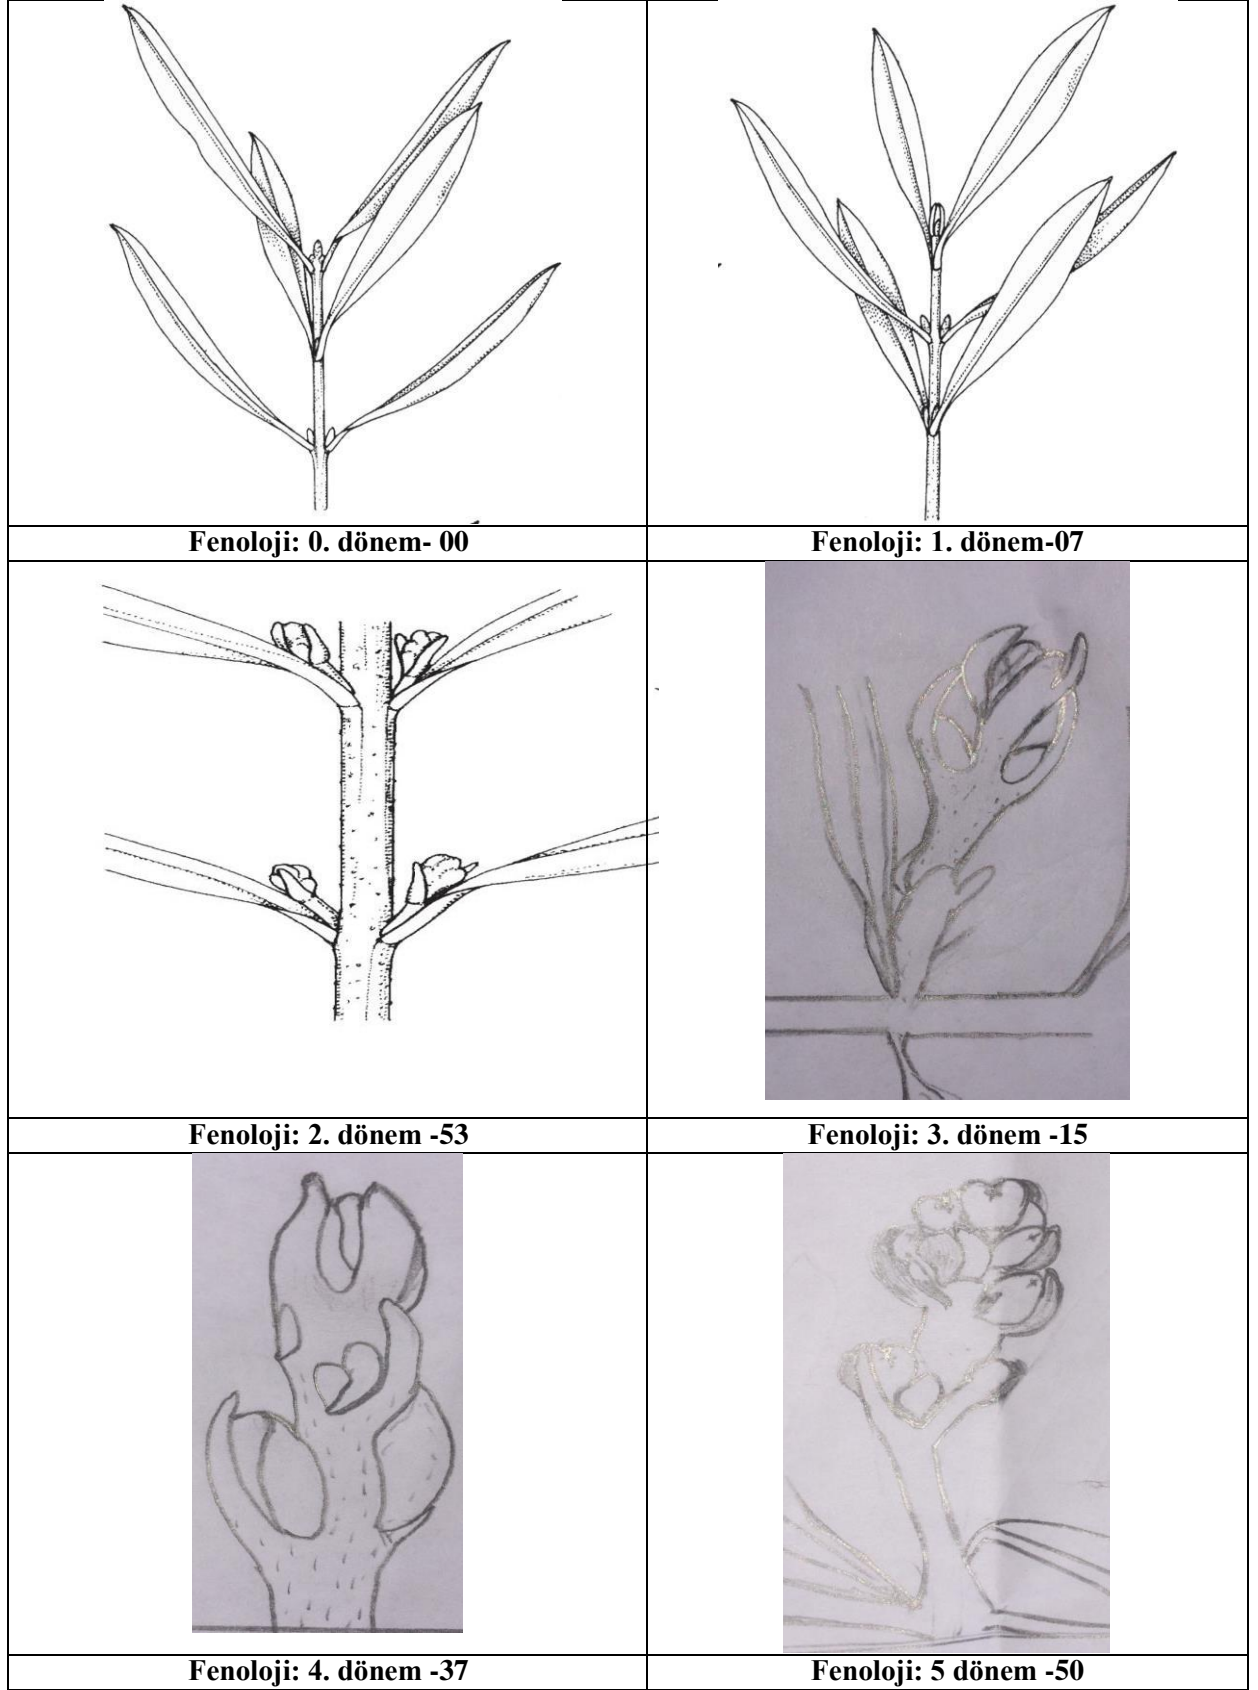 Fenoloji: 0. dönem- 00
Fenoloji: 1. dönem-07
Fenoloji: 2. dönem -53
Fenoloji: 3. dönem -15
Fenoloji: 4. dönem -37
Fenoloji: 5 dönem -50